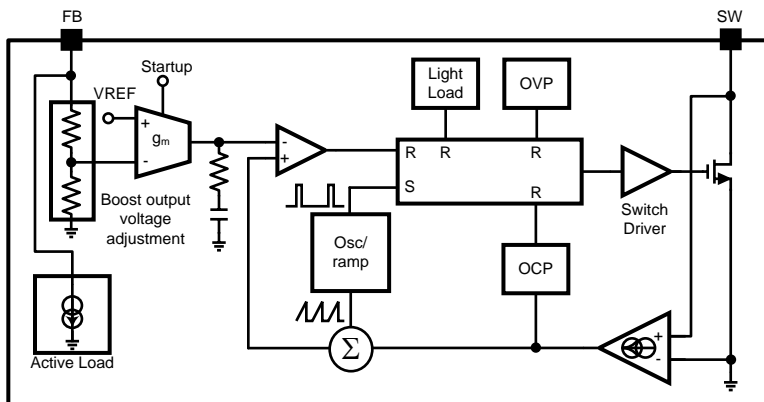 FB
SW
Startup
VREF
+
gm
-
Light
Load
OVP
-
+
R
R
R
S
R
Boost output
voltage
adjustment
Osc/
ramp
OCP
Switch
Driver
Σ
+
-
Active Load